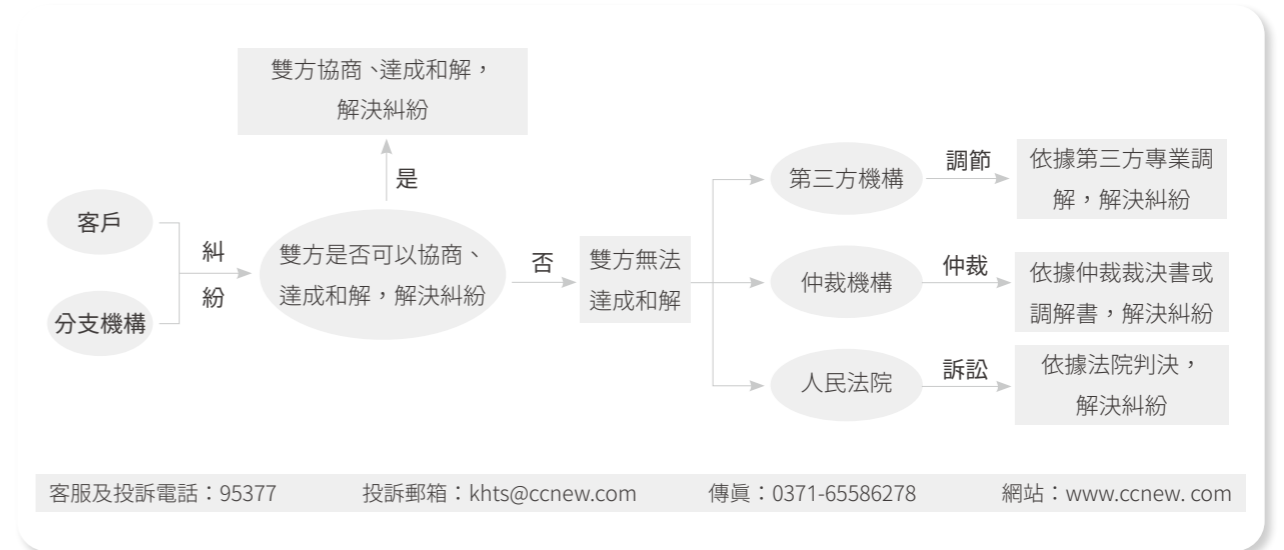 雙方協商、達成和解，
解決糾紛
是
客戶
分支機構
糾
紛
雙方是否可以協商、
達成和解，解決糾紛
否
雙方無法
達成和解
第三方機構
調節
依據第三方專業調
解，解決糾紛
仲裁機構
仲裁
依據仲裁裁決書或
調解書，解決糾紛
人民法院
訴訟
依據法院判決，
解決糾紛
客服及投訴電話：95377 投訴郵箱：khts@ccnew.com 傳眞：0371-65586278 網站：www.ccnew. com